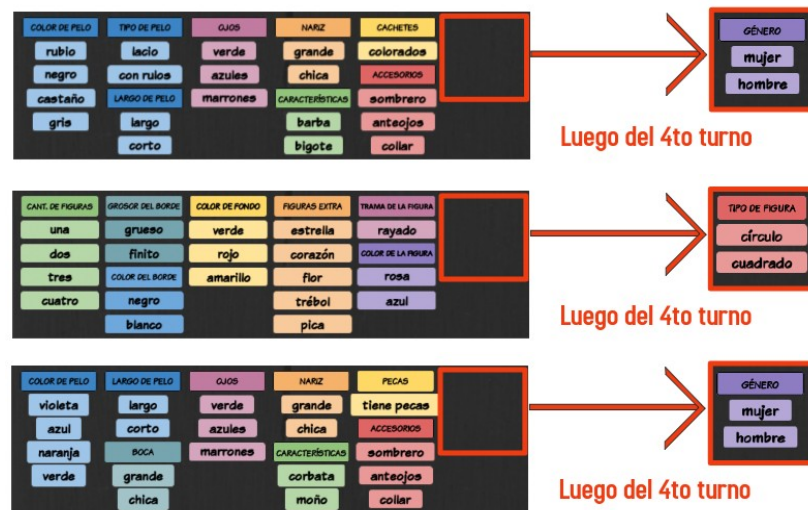 COLOR DE PELO
rubio
negro
castaño
gris
TIPO DE PELO
lacio
con rulos
LARGO DE PELO
largo
corto
OJOS
verde
azules
marrones
NARIZ
grande
chica
CARACTERÍSTICAS
barba
bigote
CACHETES
colorados
ACCESORIOS
sombrero
anteojos
collar
GÉNERO
mujer
hombre
Luego del 4to turno
CANT. DE FIGURAS
una
dos
tres
cuatro
GROSOR DEL BORDE
grueso
finito
COLOR DEL BORDE
negro
blanco
COLOR DE FONDO
verde
rojo
amarillo
FIGURAS EXTRA
estrella
corazón
flor
trébol
pica
TRAMA DE LA FIGURA
rayado
COLOR DE LA FIGURA
rosa
azul
TIPO DE FIGURA
círculo
cuadrado
Luego del 4to turno
COLOR DE PELO
violeta
azul
naranja
verde
LARGO DE PELO
largo
corto
BOCA
grande
chica
OJOS
verde
azules
marrones
NARIZ
grande
chica
CARACTERÍSTICAS
corbata
moño
PECAS
tiene pecas
ACCESORIOS
sombrero
anteojos
collar
GÉNERO
mujer
hombre
Luego del 4to turno